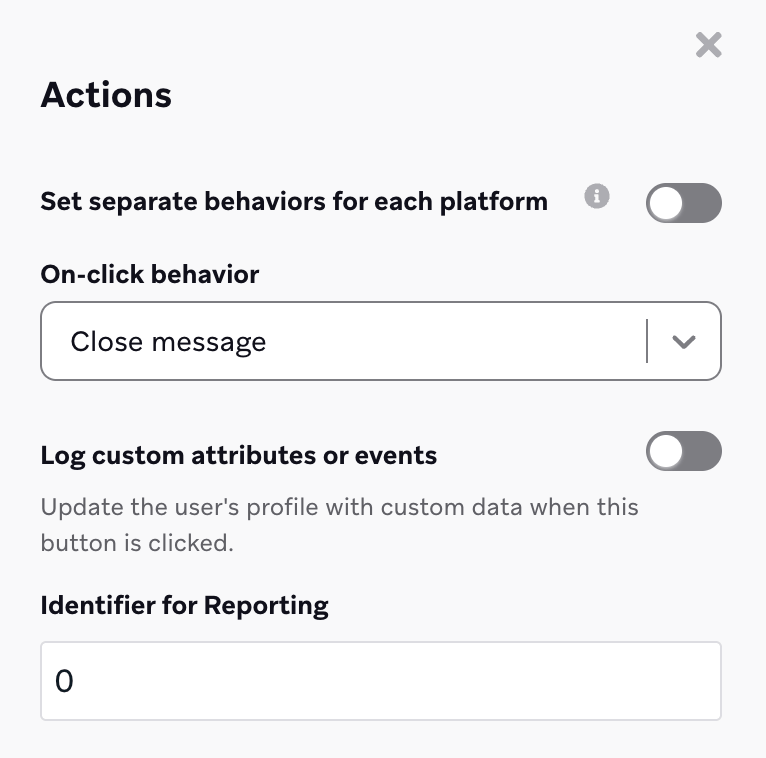 Actions
Set separate behaviors for each platform
On-click behavior
Close message
Log custom attributes or events
Update the user's profile with custom data when this
button is clicked.
Identifier for Reporting
0